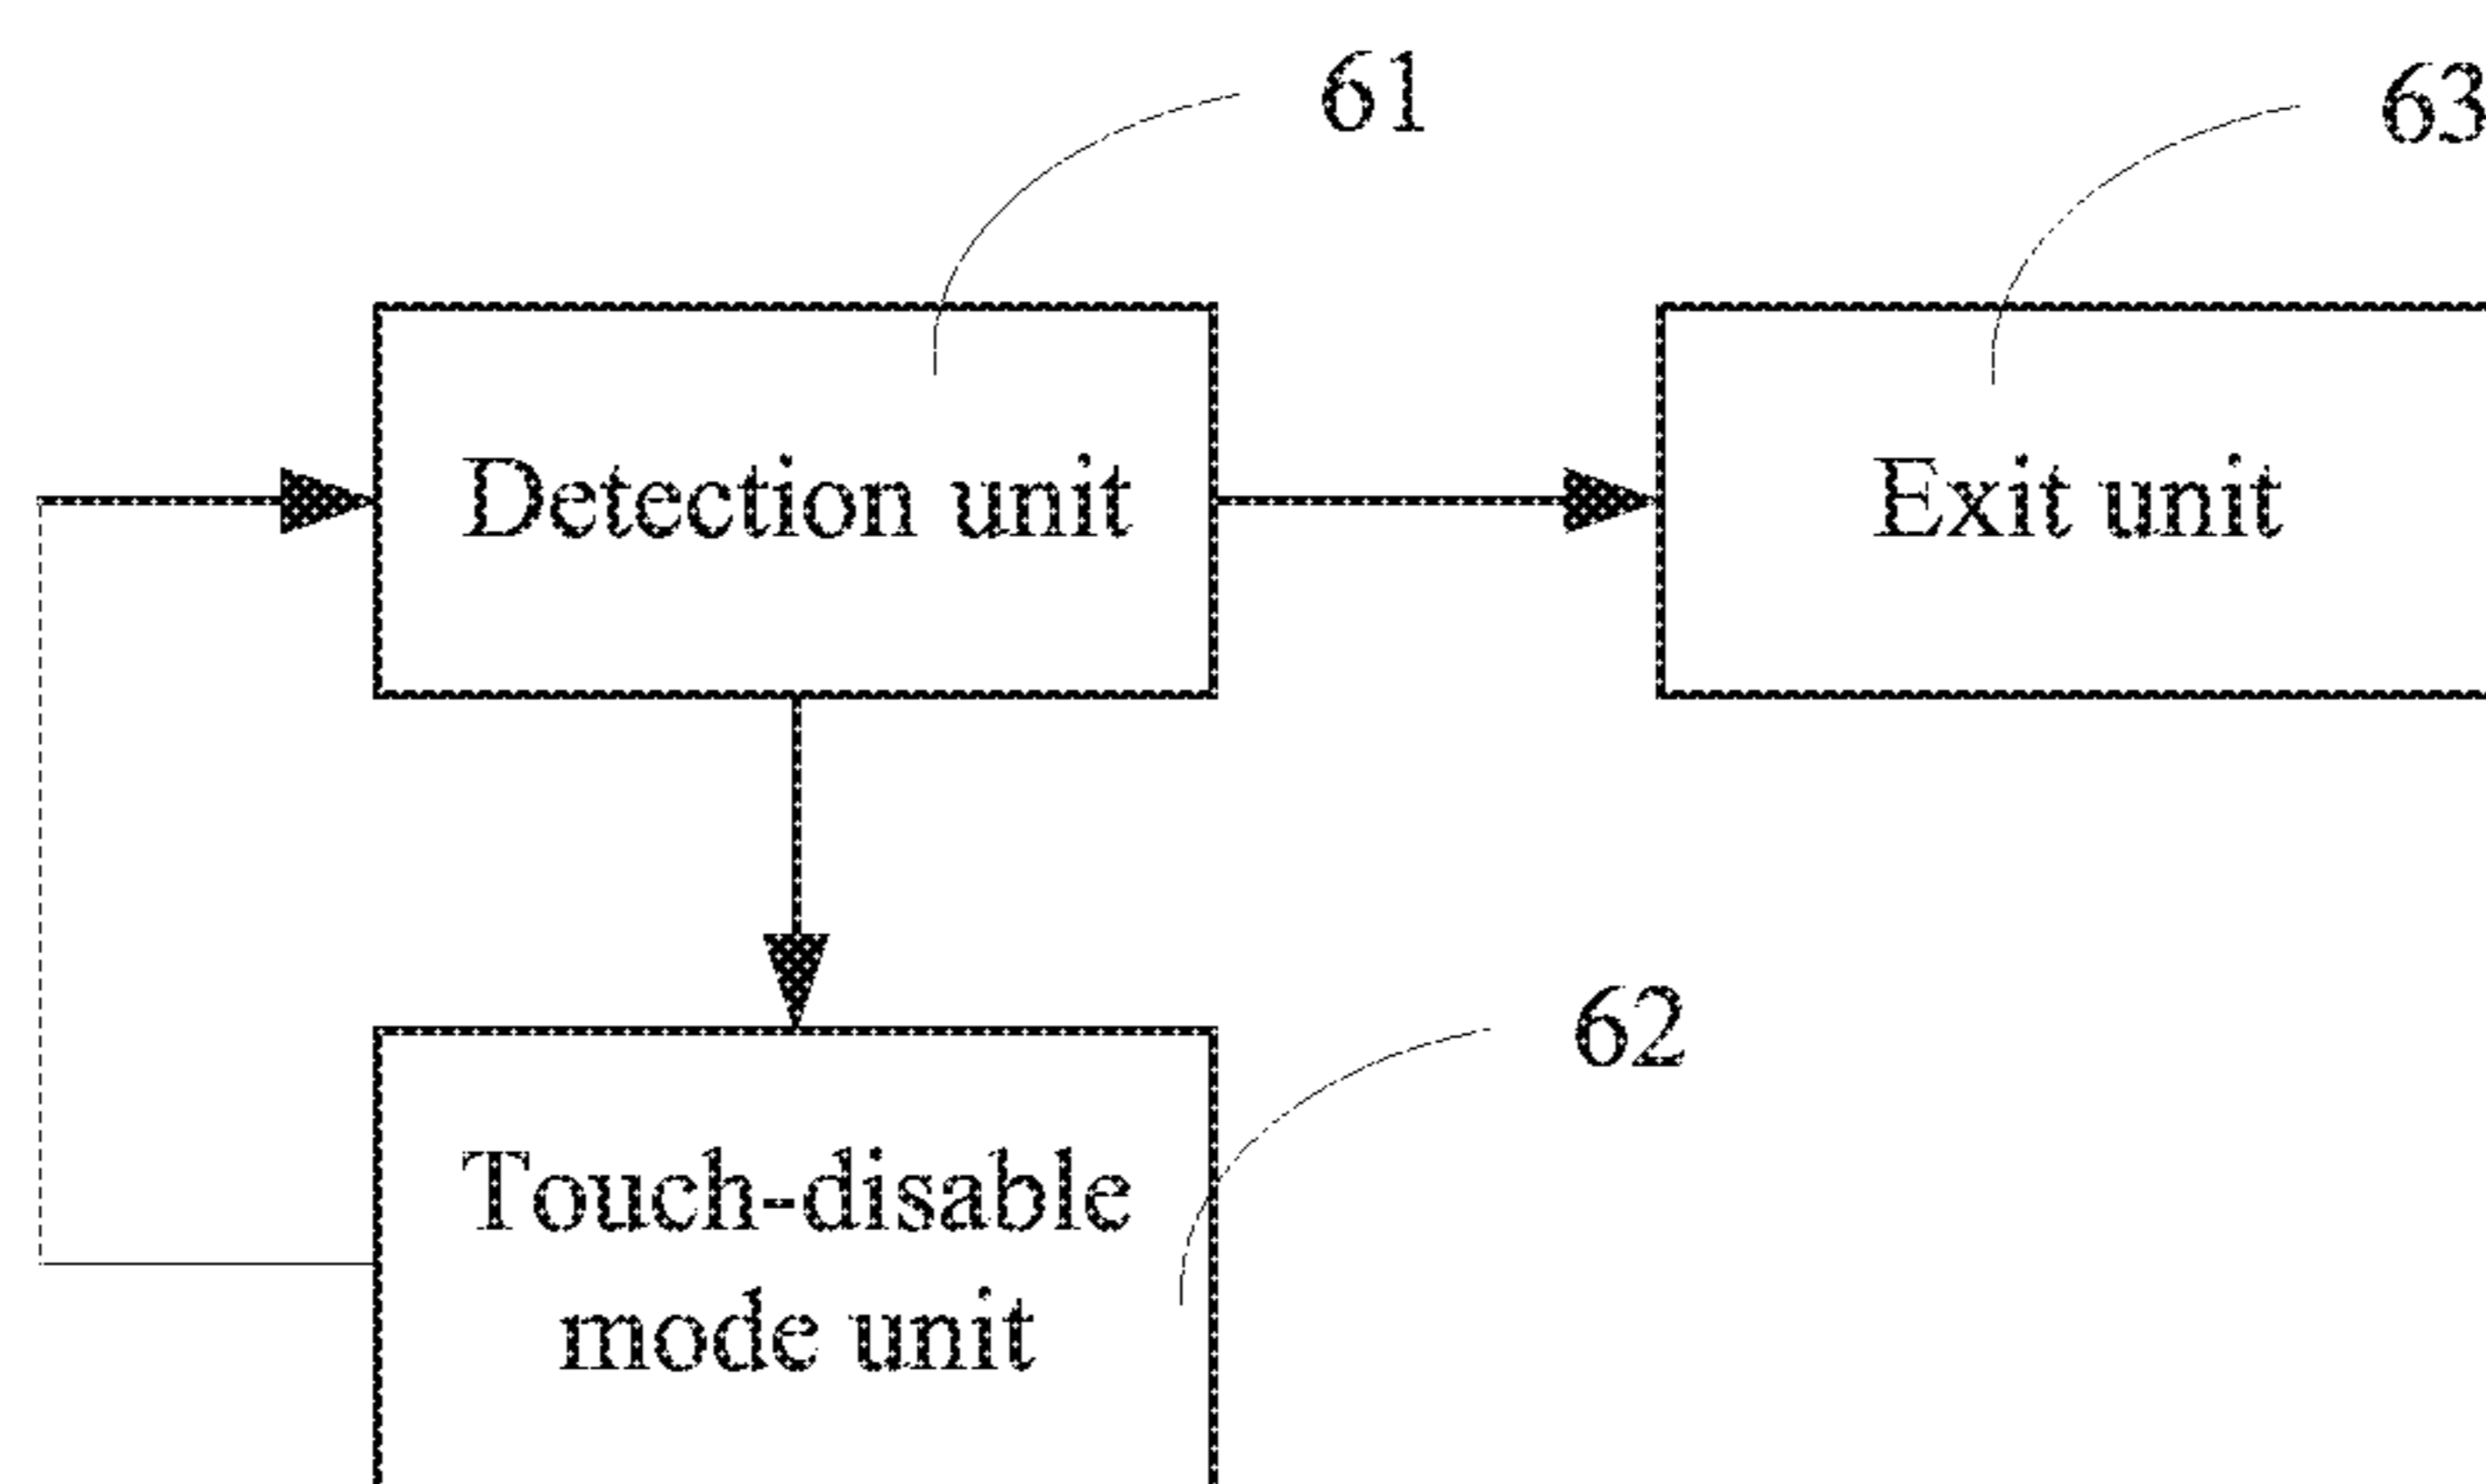 61
63
Detection unit
Exit unit
62
Touch-disable
mode unit